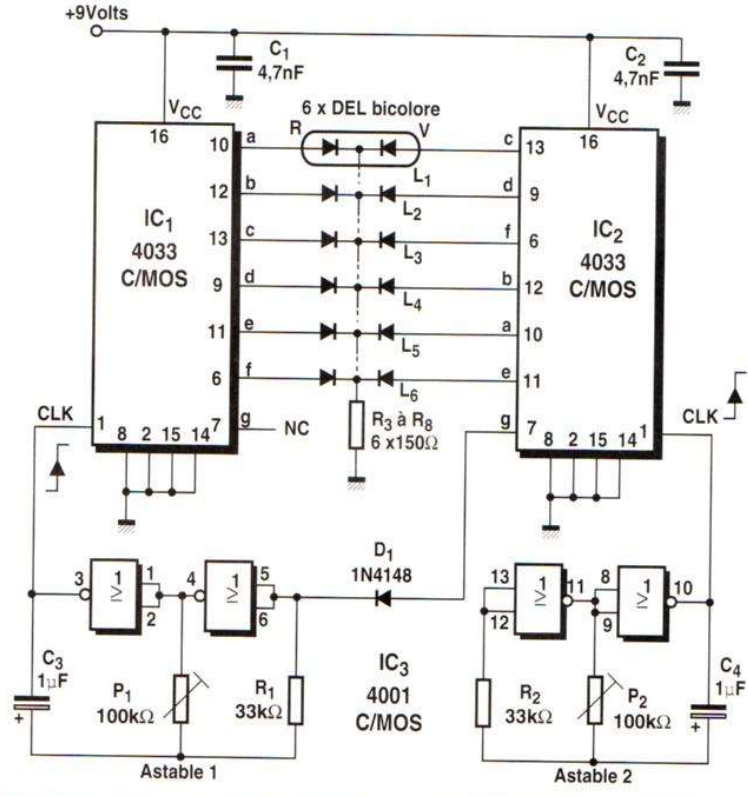 +9Volts
C1
4,7nF
C2
4,7nF
VCC
16
6 x DEL bicolore
R
V
VCC
16
IC1
4033
C/MOS
10
a
12
b
13
c
9
d
11
e
6
f
7
g
NC
L1
L2
L3
L4
L5
L6
c
13
d
9
f
6
b
12
a
10
e
11
g
7
IC2
4033
C/MOS
R3 à R8
6 x150Ω
CLK
1
8 2 15 14
8 2 15 14
1
CLK
D1
1N4148
3
≥1
1
2
4
≥1
5
6
13
12
≥1
11
8
9
≥1
10
C3
1µF
+
P1
100kΩ
R1
33kΩ
IC3
4001
C/MOS
R2
33kΩ
P2
100kΩ
C4
1µF
+
Astable 1
Astable 2